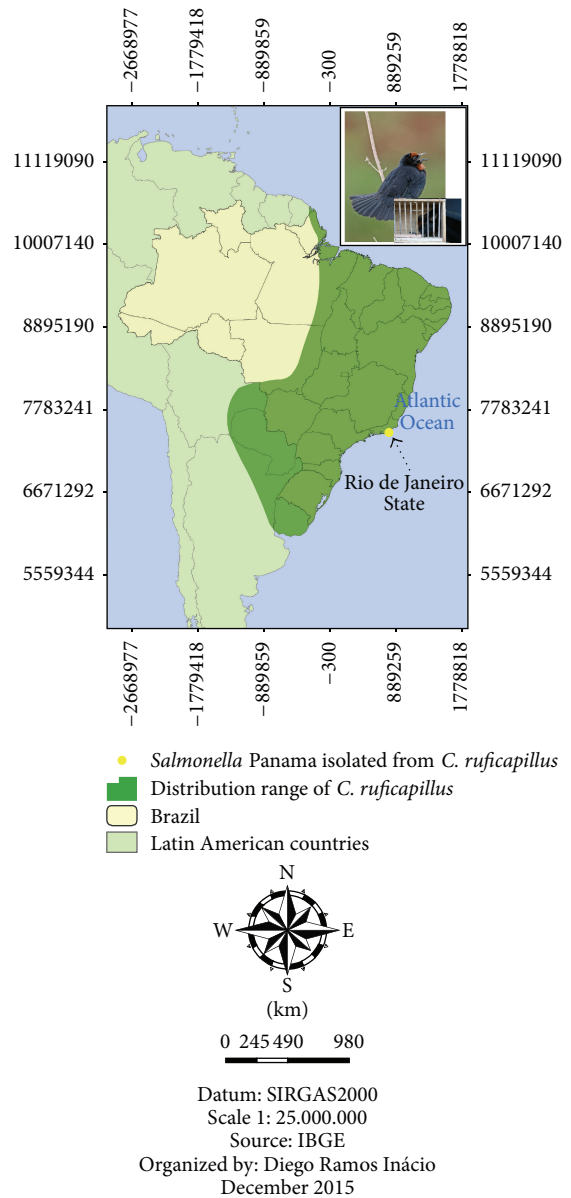 −2668977
−1779418
−889859
−300
889259
1778818
11119090
11119090
10007140
10007140
8895190
8895190
7783241
7783241
6671292
6671292
5559344
5559344
Atlantic
Ocean
Rio de Janeiro
State
−2668977
−1779418
−889859
−300
889259
1778818
Salmonella Panama isolated from C. ruficapillus
Distribution range of C. ruficapillus
Brazil
Latin American countries
N
W
E
S
(km)
0 245 490 980
Datum: SIRGAS2000
Scale 1: 25.000.000
Source: IBGE
Organized by: Diego Ramos Inácio
December 2015